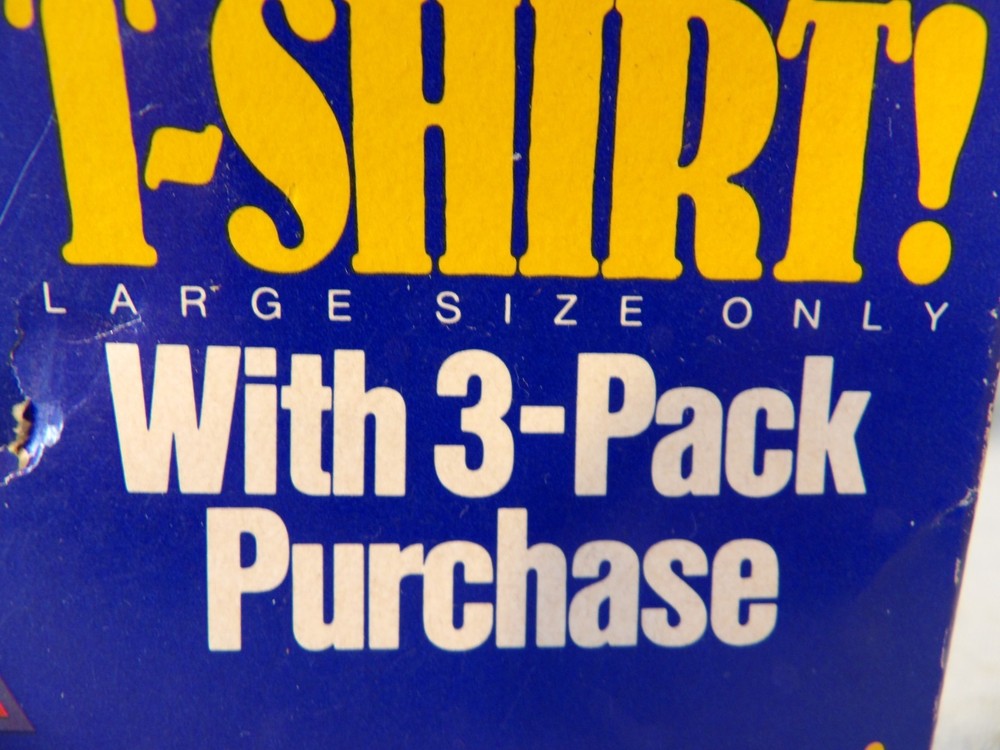 T-SHIRT!
LARGE SIZE ONLY
With 3-Pack
Purchase